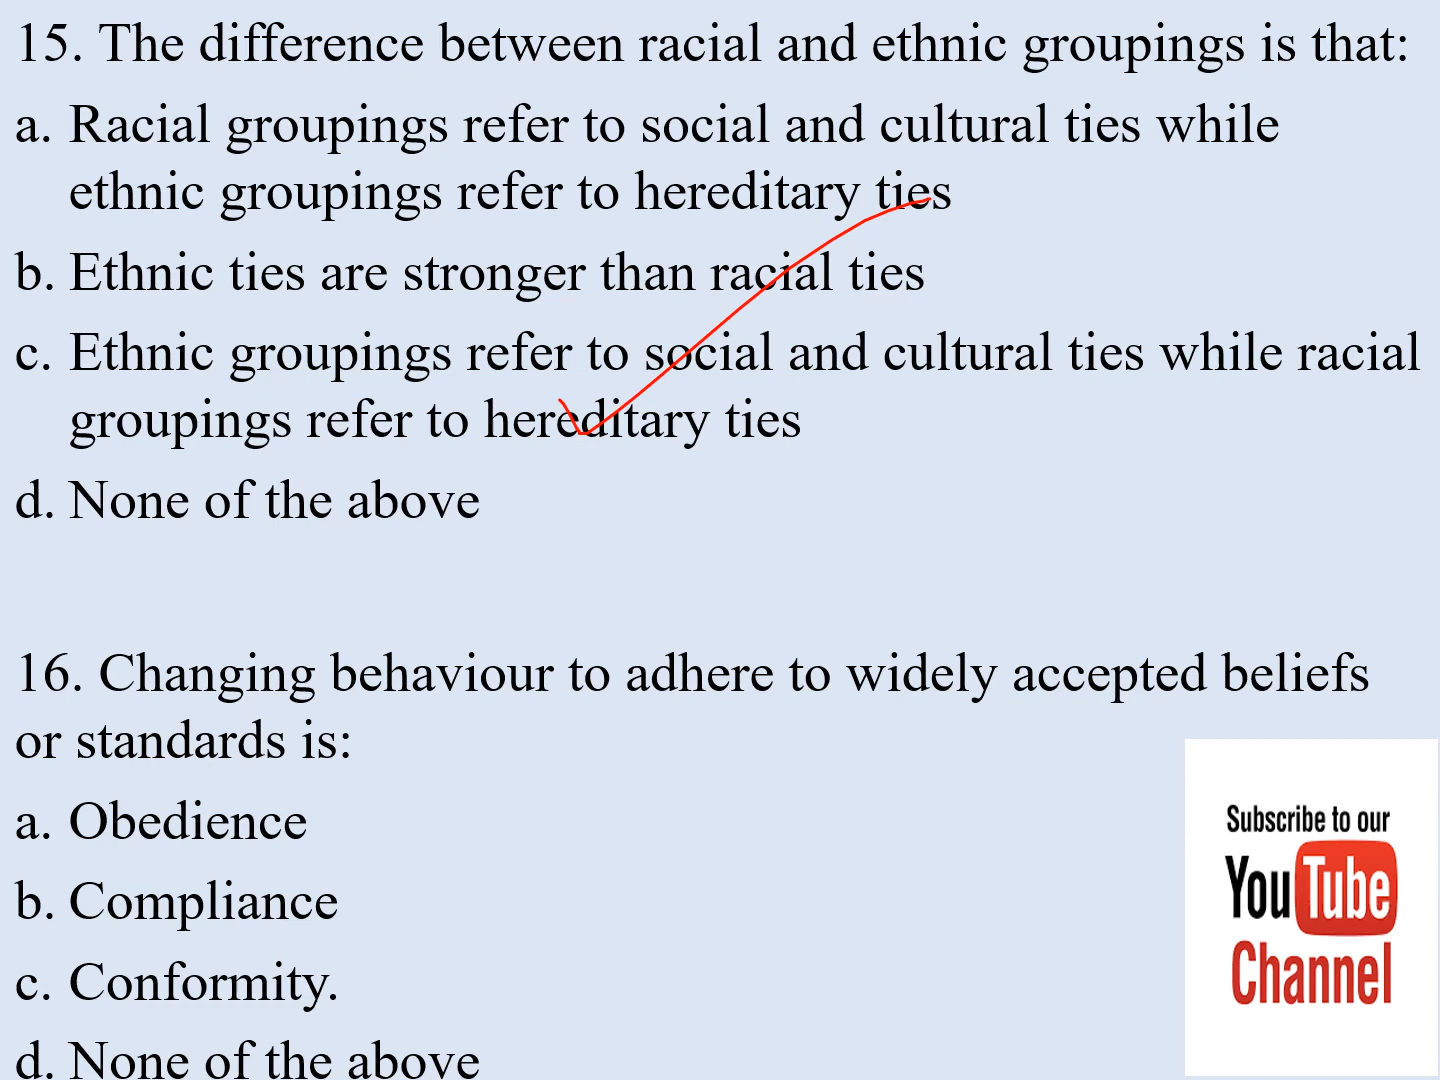 15. The difference between racial and ethnic groupings is that:
a. Racial groupings refer to social and cultural ties while
ethnic groupings refer to hereditary ties
b. Ethnic ties are stronger than racial ties
c. Ethnic groupings refer to social and cultural ties while racial
groupings refer to hereditary ties
d. None of the above
16. Changing behaviour to adhere to widely accepted beliefs
or standards is:
a. Obedience
b. Compliance
c. Conformity.
d. None of the above
Subscribe to our
YouTube
Channel